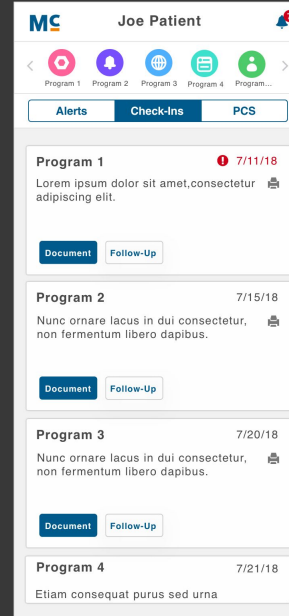 MC
Joe Patient
Program 1
Program 2
Program 3
Program 4
Program...
Alerts
Check-Ins
PCS
Program 1
7/11/18
Lorem ipsum dolor sit amet,consectetur
adipiscing elit.
Document
Follow-Up
Program 2
7/15/18
Nunc ornare lacus in dui consectetur,
non fermentum libero dapibus.
Document
Follow-Up
Program 3
7/20/18
Nunc ornare lacus in dui consectetur,
non fermentum libero dapibus.
Document
Follow-Up
Program 4
7/21/18
Etiam consequat purus sed urna